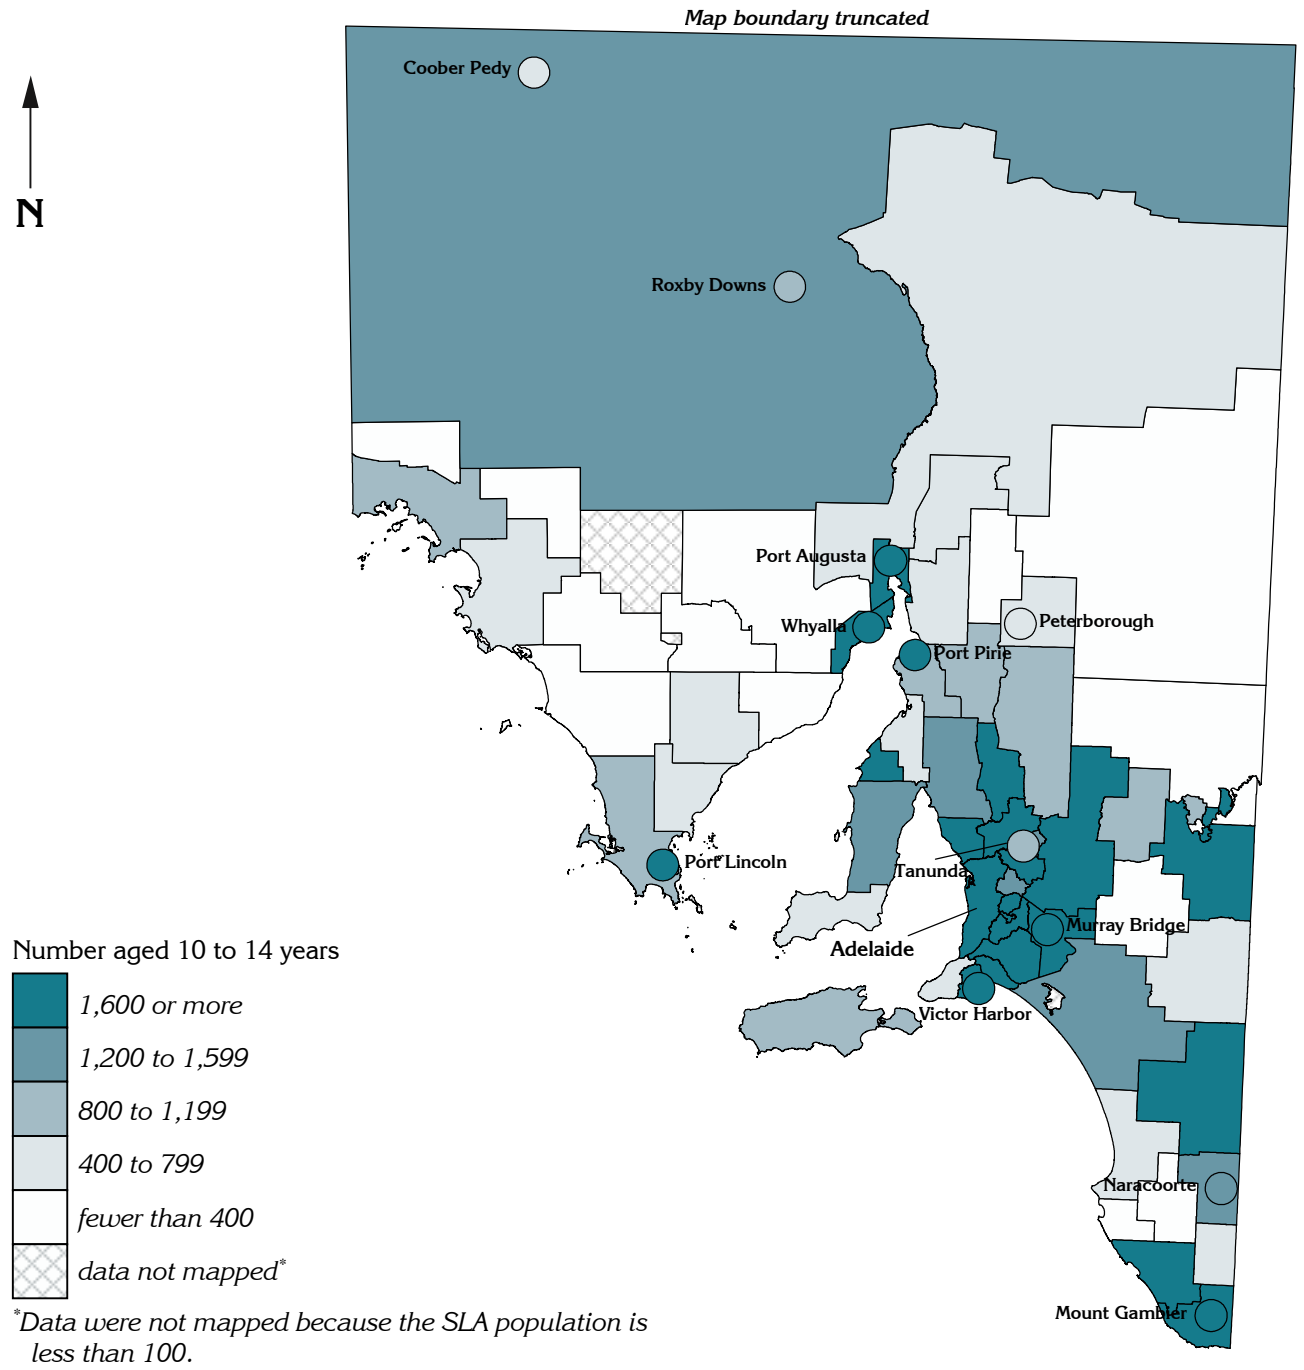 Map boundary truncated
Coober Pedy
N
Roxby Downs
Port Augusta
Whyalla
Peterborough
Port Pirie
Port Lincoln
Tanunda
Murray Bridge
Adelaide
Number aged 10 to 14 years
1,600 or more
Victor Harbor
1,200 to 1,599
800 to 1,199
400 to 799
Naracoorte
fewer than 400
data not mapped*
Mount Gambier
*Data were not mapped because the SLA population is
less than 100.